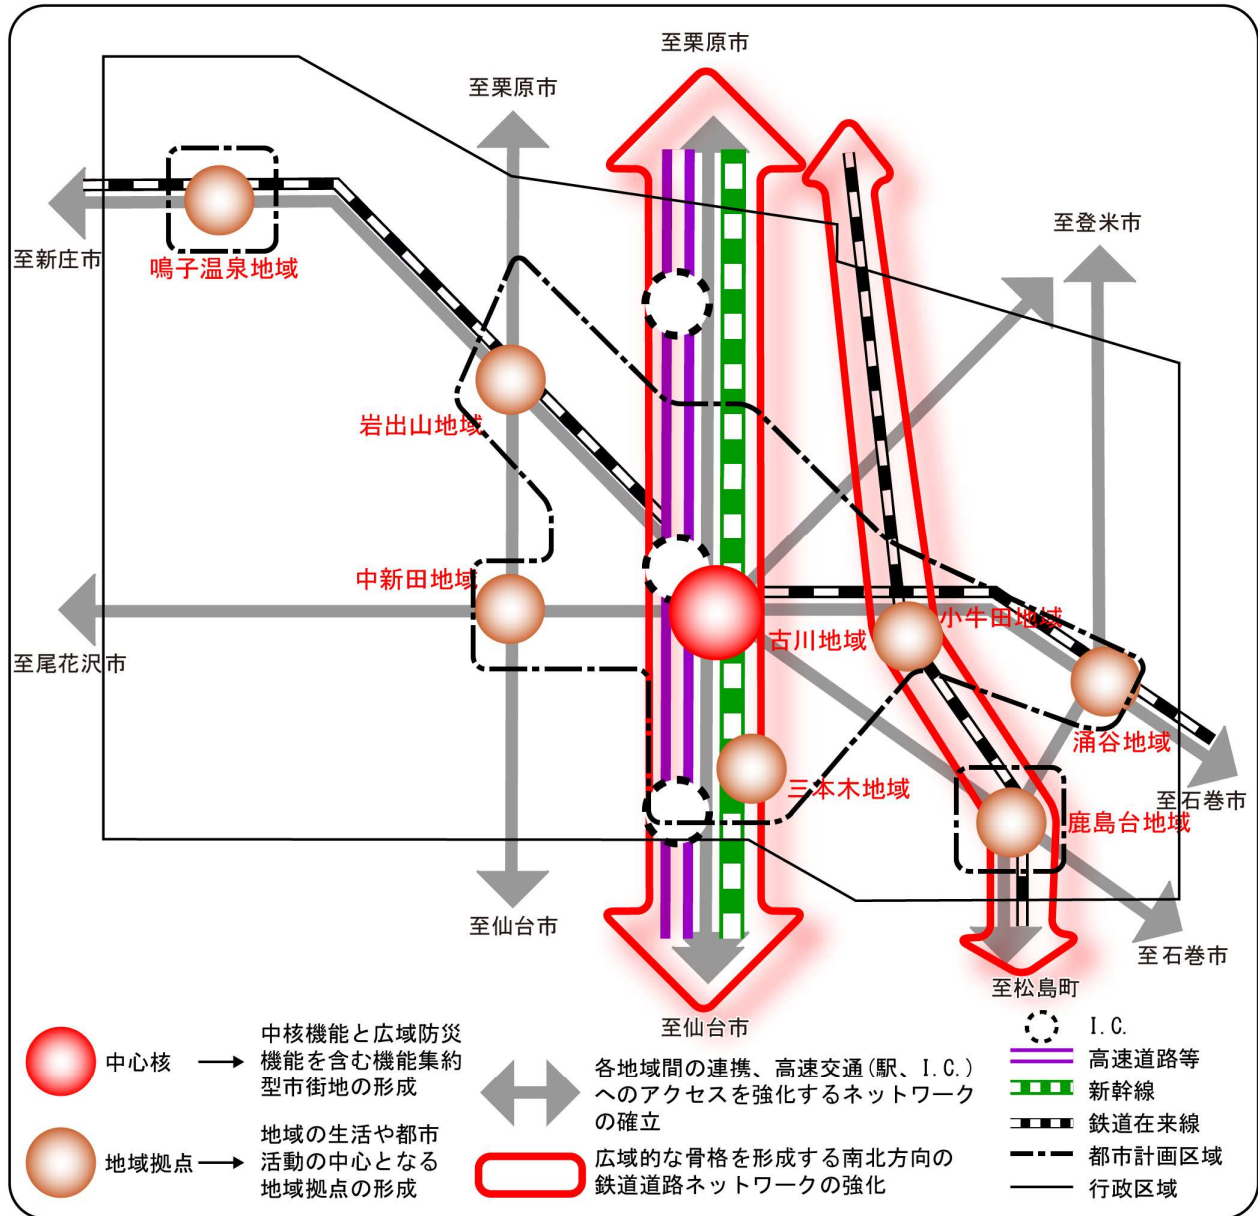 至栗原市
至栗原市
至登米市
至新庄市
鳴子温泉地域
岩出山地域
中新田地域
小牛田地域
古川地域
至尾花沢市
涌谷地域
三本木地域
至石巻市
鹿島台地域
至仙台市
至石巻市
至松島町
至仙台市
中心核
中核機能と広域防災
機能を含む機能集約
型市街地の形成
地域拠点
地域の生活や都市
活動の中心となる
地域拠点の形成
各地域間の連携、高速交通(駅、I.C.)
へのアクセスを強化するネットワーク
の確立
広域的な骨格を形成する南北方向の
鉄道道路ネットワークの強化
I.C.
高速道路等
新幹線
鉄道在来線
都市計画区域
行政区域